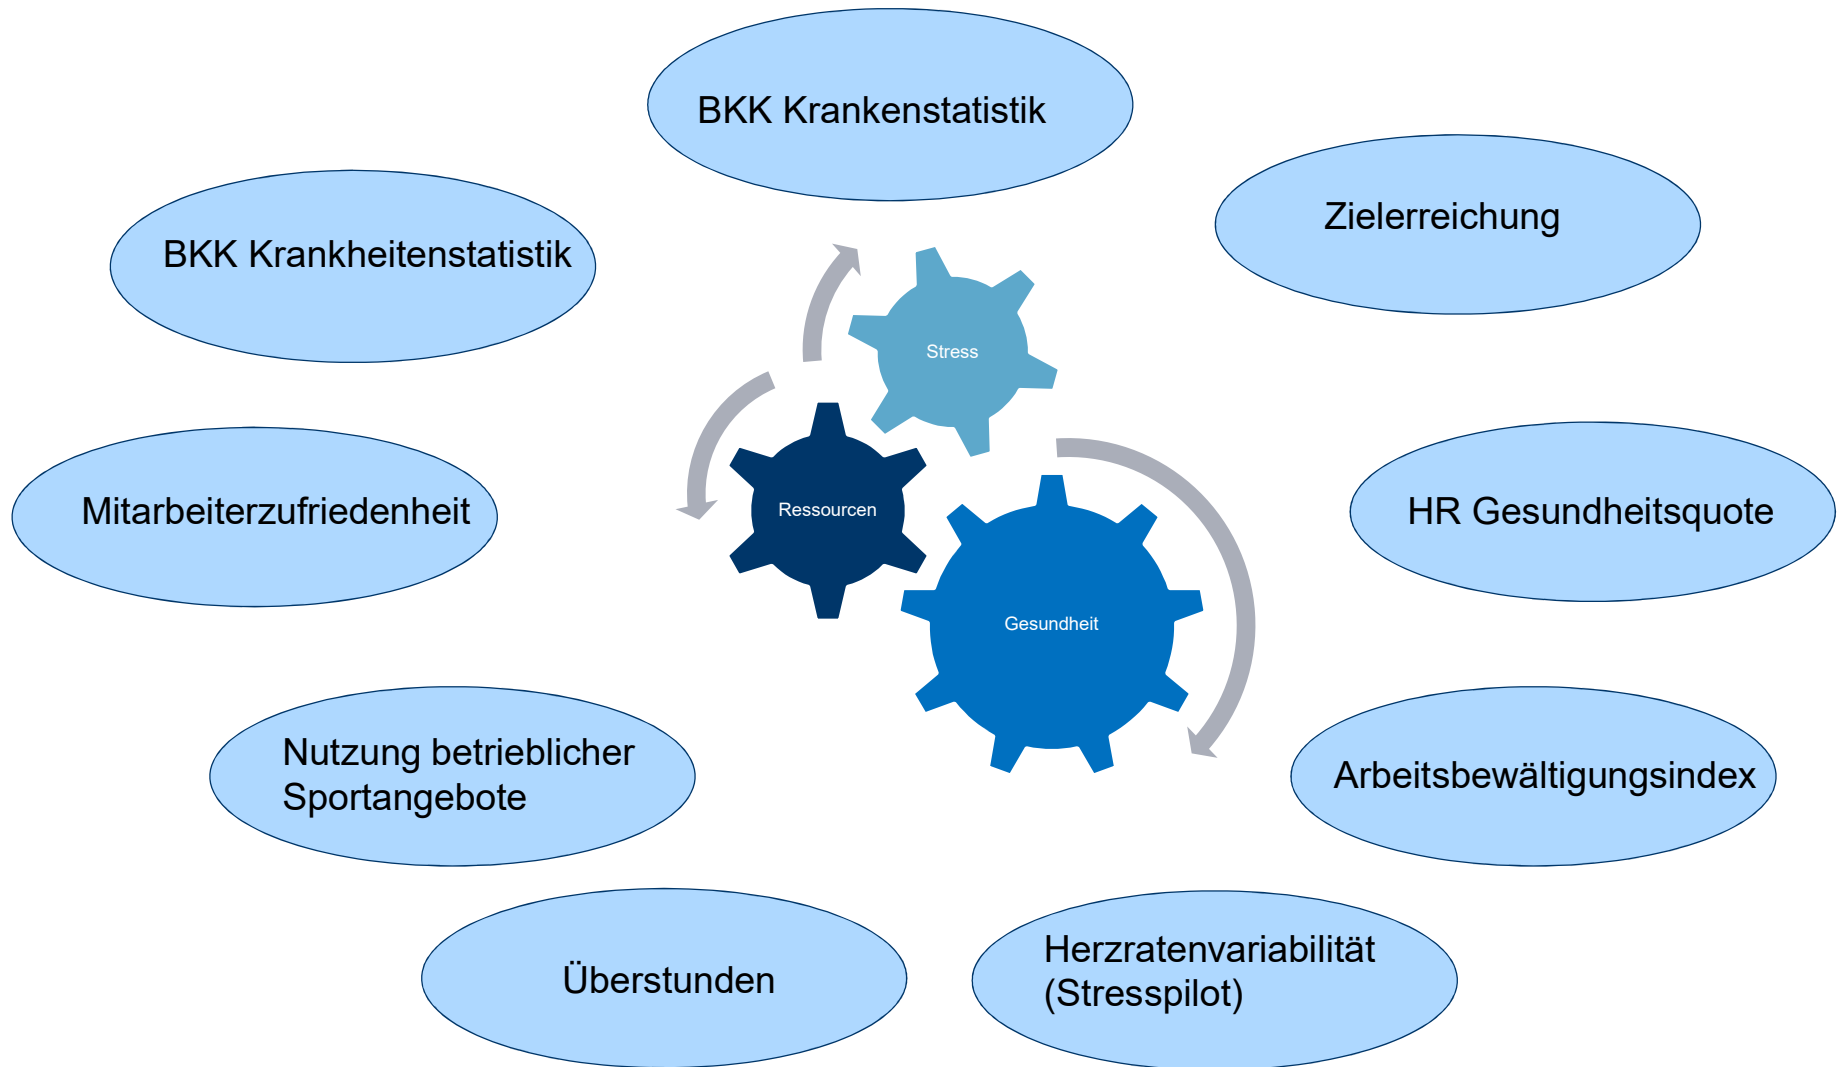 BKK Krankenstatistik
Zielerreichung
BKK Krankheitenstatistik
Stress
Mitarbeiterzufriedenheit
Ressourcen
HR Gesundheitsquote
Gesundheit
Nutzung betrieblicher
Sportangebote
Arbeitsbewältigungsindex
Überstunden
Herzratenvariabilität
(Stresspilot)